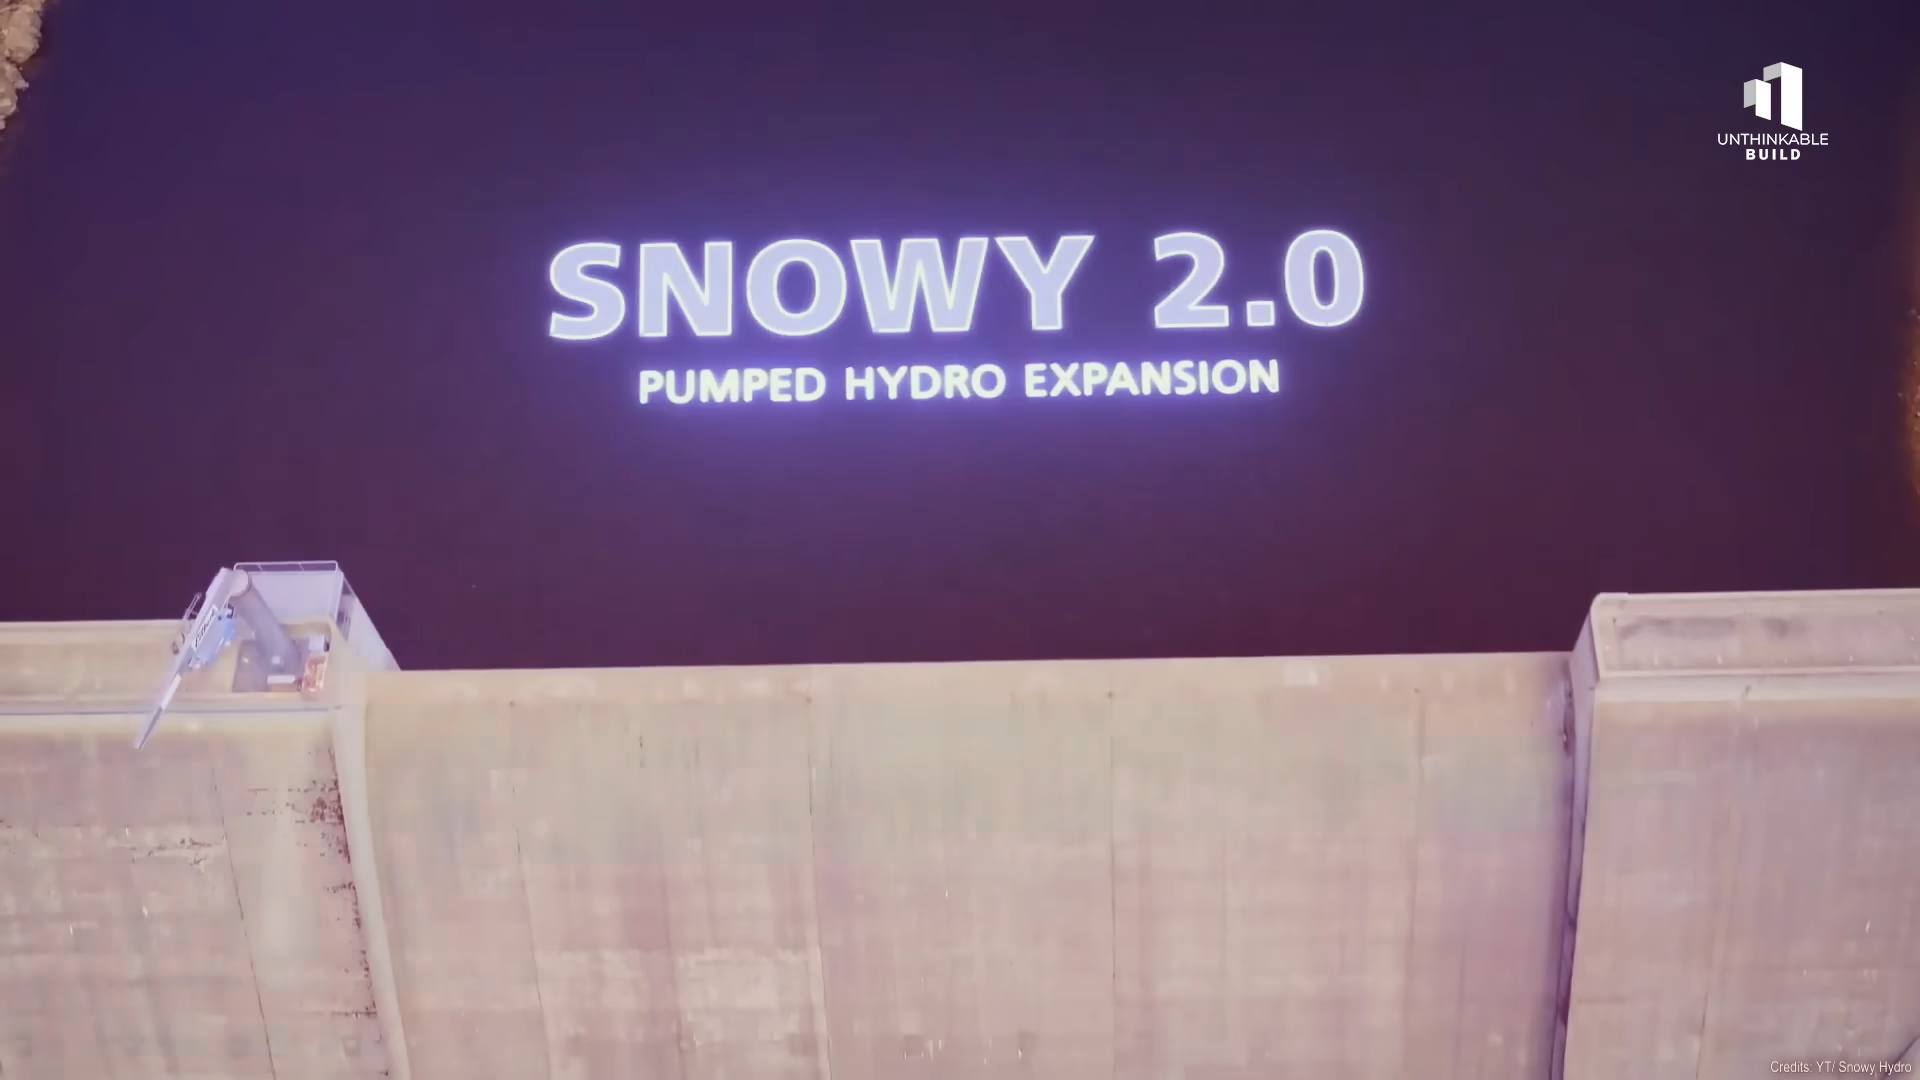 UNTHINKABLE
BUILD
SNOWY 2.0
PUMPED HYDRO EXPANSION
Credits: YT/ Snowy Hydro